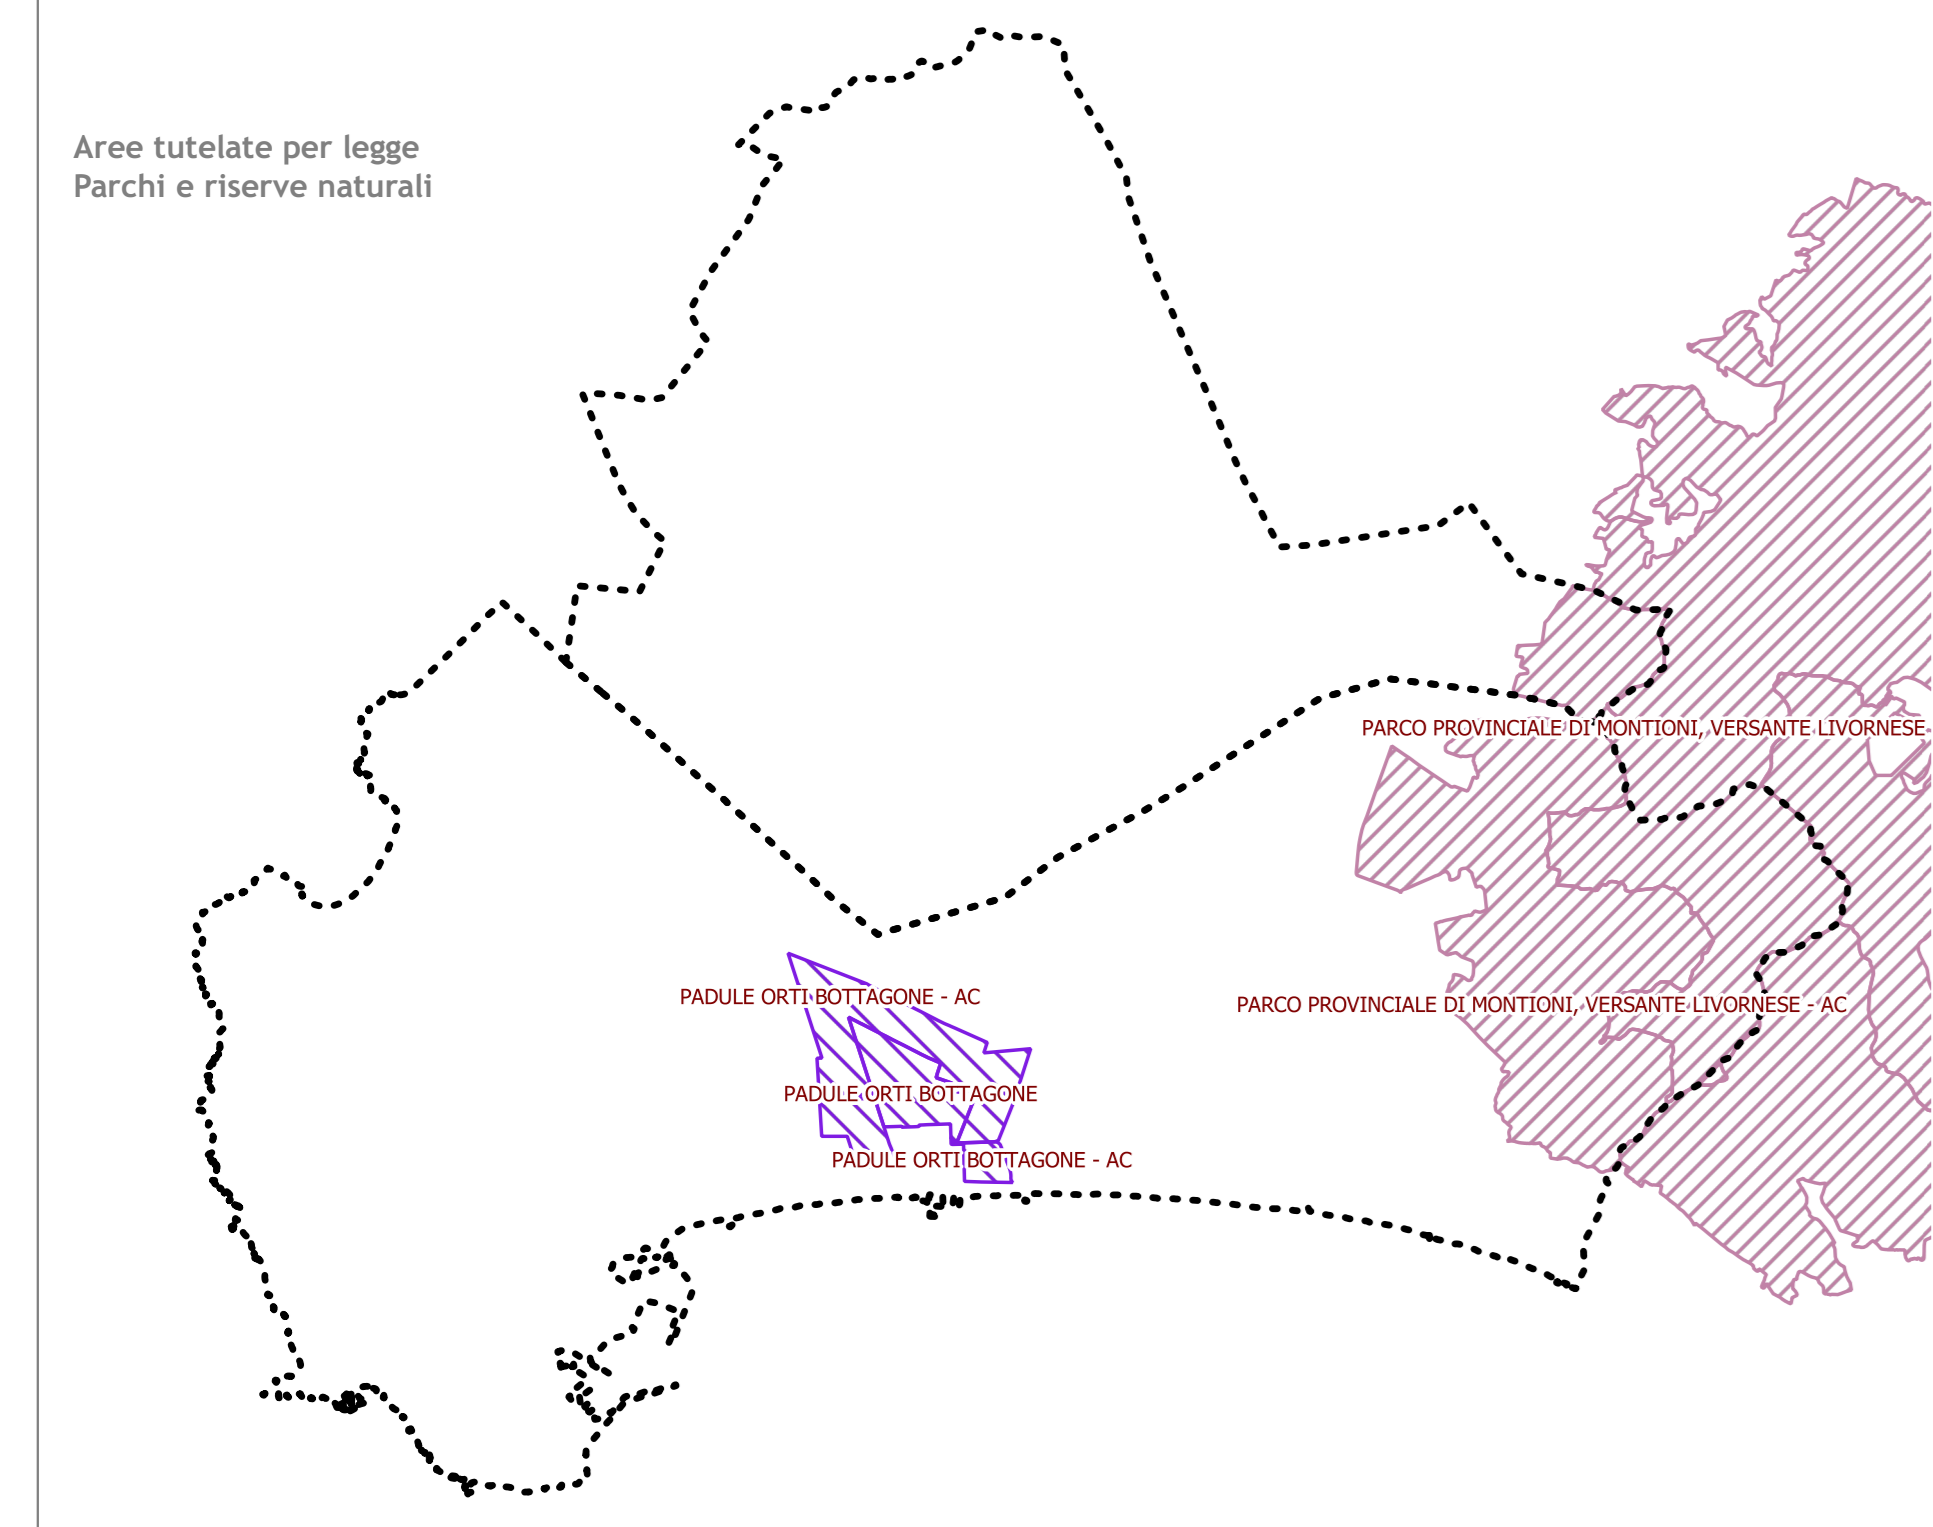 Aree tutelate per legge
Parchi e riserve naturali
PARCO PROVINCIALE DI MONTIONI, VERSANTE LIVORNESE
PADULE ORTI BOTTAGONE - AC
PARCO PROVINCIALE DI MONTIONI, VERSANTE LIVORNESE - AC
PADULE ORTI BOTTAGONE
PADULE ORTI BOTTAGONE - AC